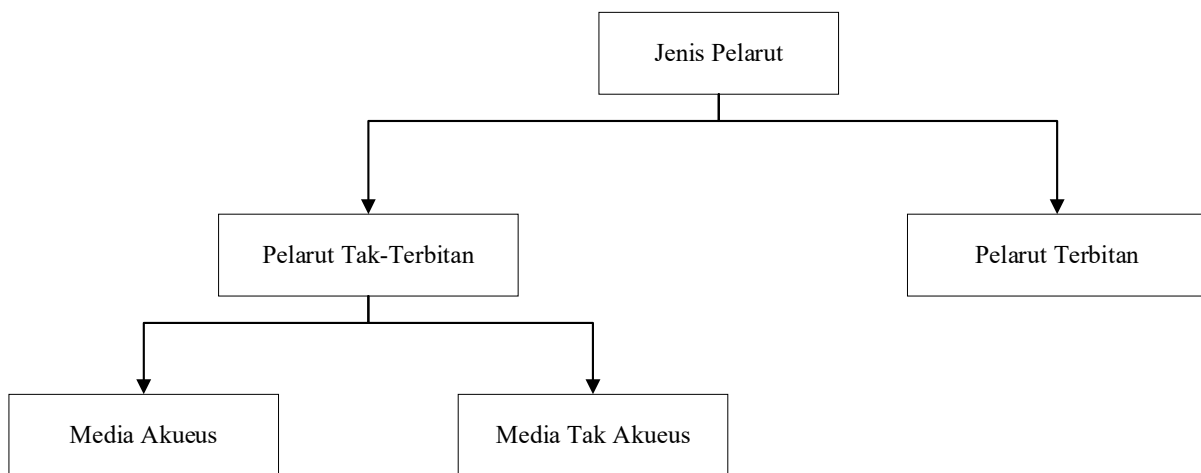 Jenis Pelarut
Pelarut Tak-Terbitan
Pelarut Terbitan
Media Akueus
Media Tak Akueus